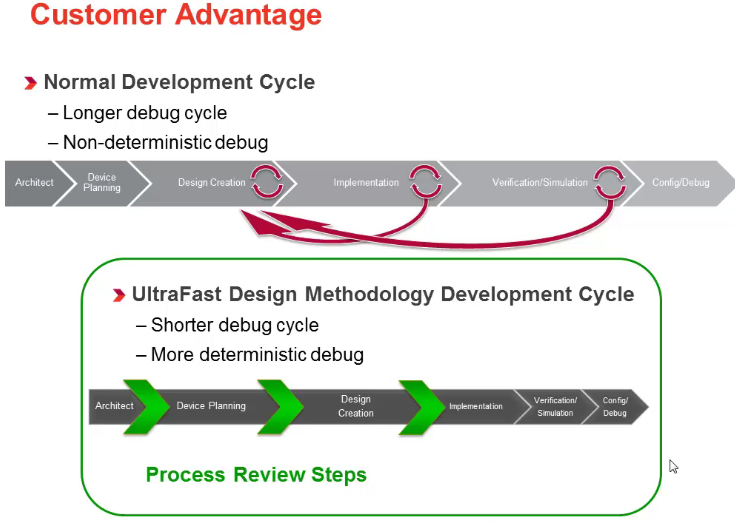 Customer Advantage
Normal Development Cycle
– Longer debug cycle
– Non-deterministic debug
Architect
Device
Planning
Design Creation
Implementation
Verification/Simulation
Config/Debug
UltraFast Design Methodology Development Cycle
– Shorter debug cycle
– More deterministic debug
Architect
Device Planning
Design
Creation
Implementation
Verification/
Simulation
Config/
Debug
Process Review Steps